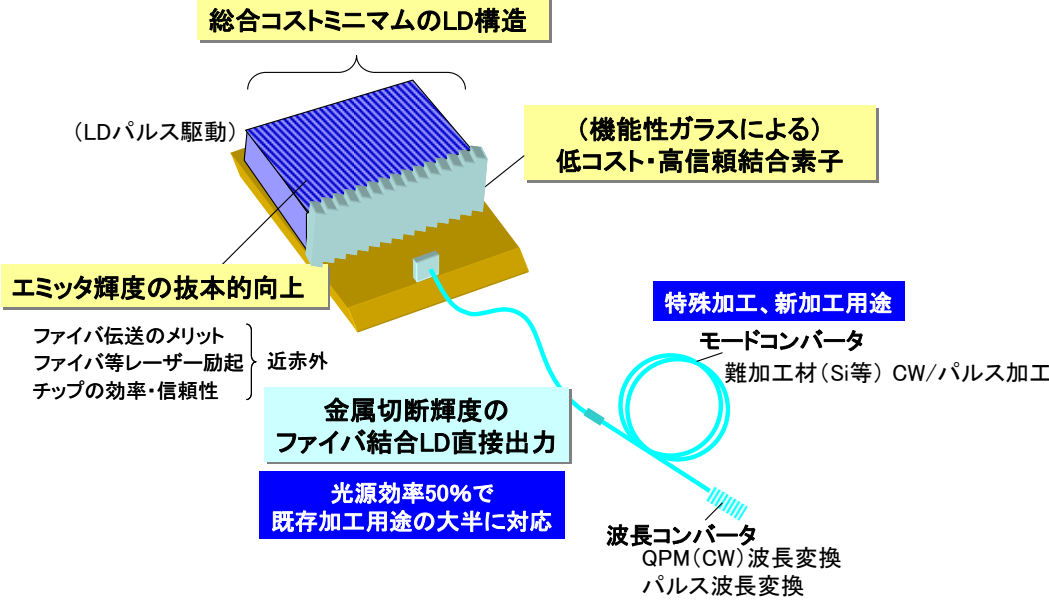 総合コストミニマムのLD構造
（LDパルス駆動）
（機能性ガラスによる）
低コスト・高信頼結合素子
エミッタ輝度の抜本的向上
ファイバ伝送のメリット
ファイバ等レーザー励起
チップの効率・信頼性
近赤外
特殊加工、新加工用途
モードコンバータ
難加工材（Si等） CW/パルス加工
金属切断輝度の
ファイバ結合LD直接出力
光源効率50%で
既存加工用途の大半に対応
波長コンバータ
QPM（CW）波長変換
パルス波長変換